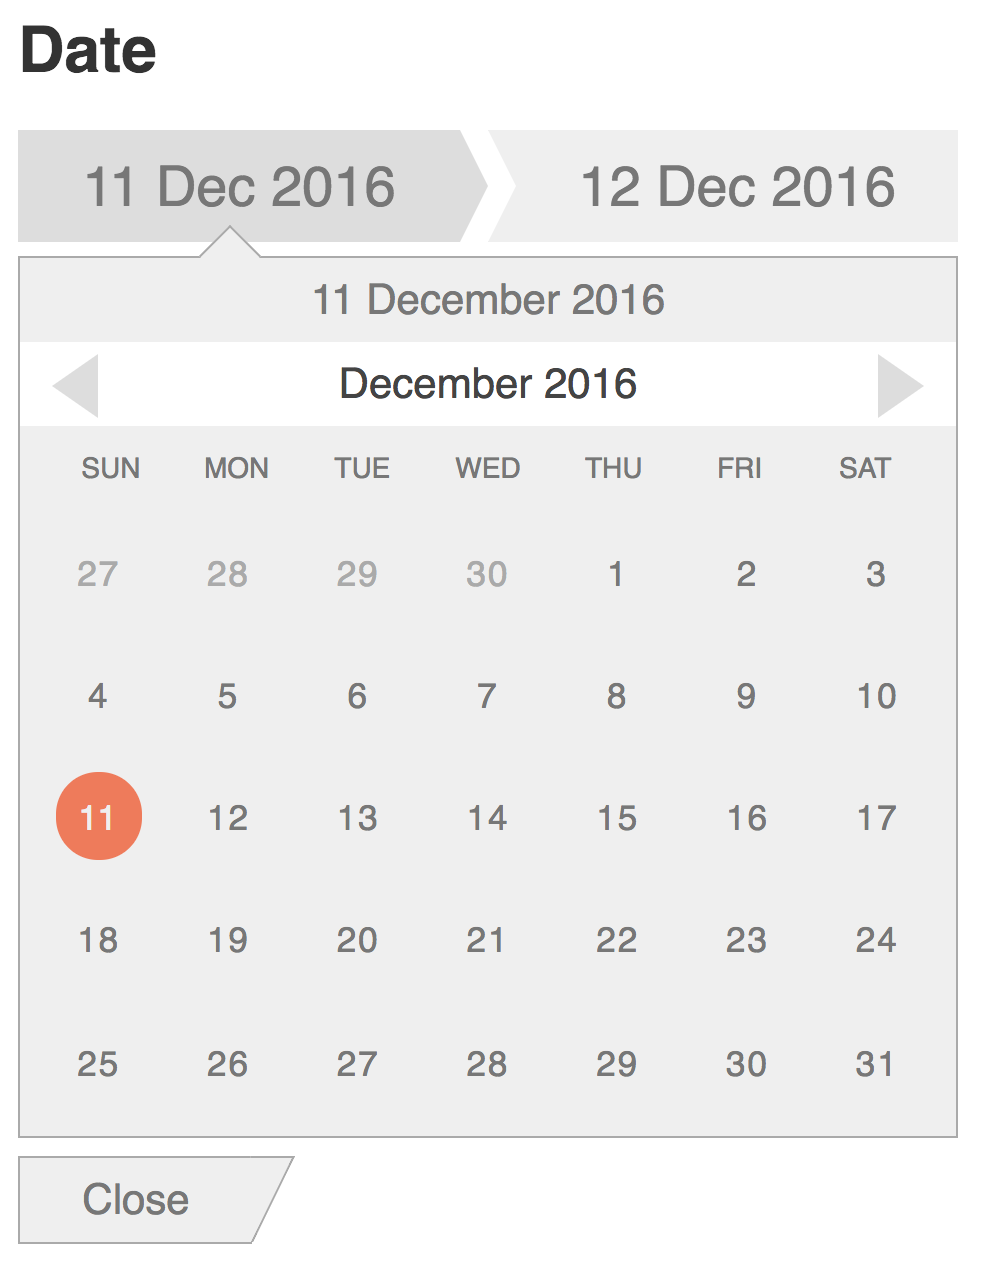 Date
11 Dec 2016 12 Dec 2016
11 December 2016
December 2016
SUN MON TUE WED THU FRI SAT
27 28 29 30 1 2 3
4 5 6 7 8 9 10
11 12 13 14 15 16 17
18 19 20 21 22 23 24
25 26 27 28 29 30 31
Close